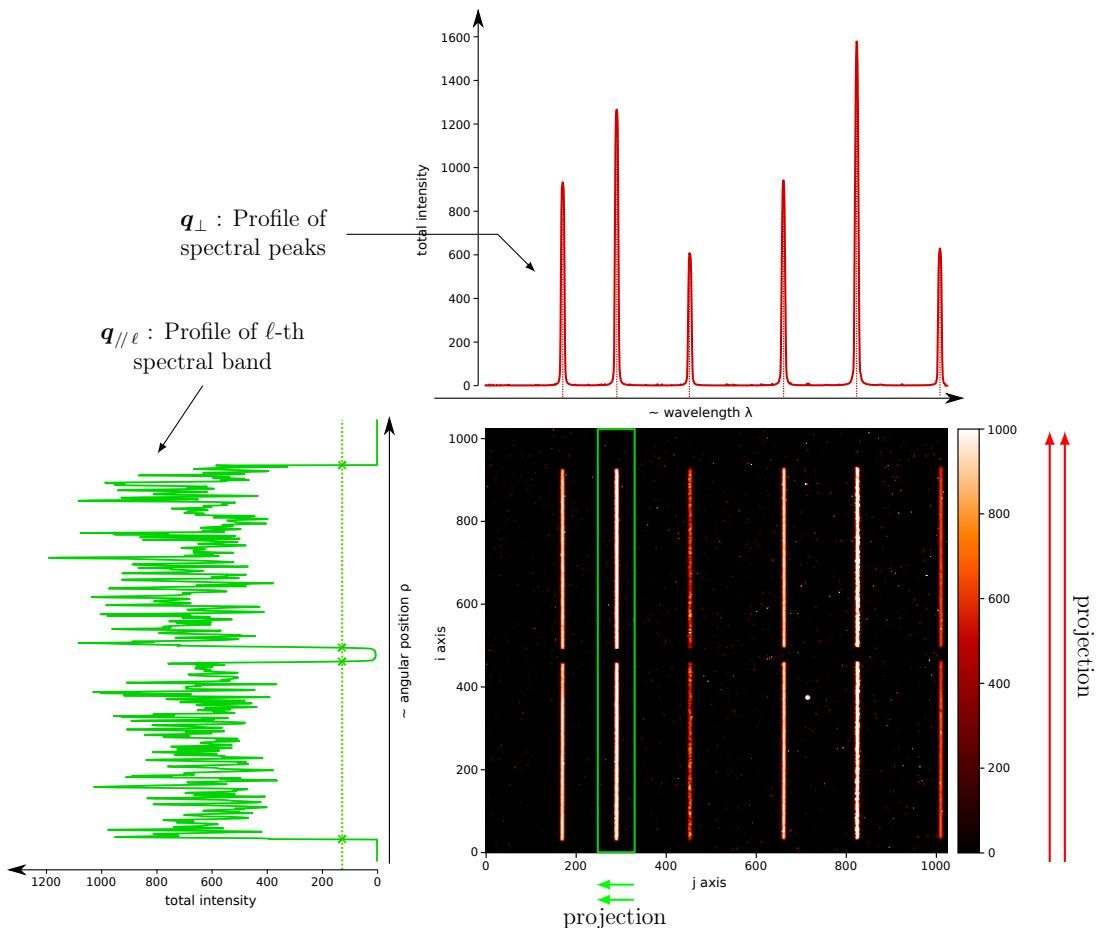 1600
1400
1200
1000
800
600
400
200
0
total intensity
~ wavelength λ
q⊥ : Profile of
spectral peaks
q//ℓ : Profile of ℓ-th
spectral band
~ angular position ρ
1200 1000 800 600 400 200 0
total intensity
1000
800
600
400
200
0
i axis
0 200 400 600 800 1000
j axis
projection
1000
800
600
400
200
0
projection